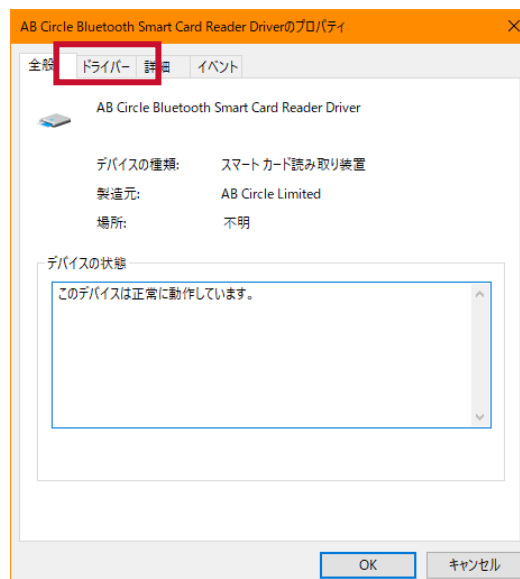 AB Circle Bluetooth Smart Card Reader Driverのプロパティ
全般 ドライバー 詳細 イベント
AB Circle Bluetooth Smart Card Reader Driver
デバイスの種類: スマート カード読み取り装置
製造元: AB Circle Limited
場所: 不明
デバイスの状態
このデバイスは正常に動作しています。
OK キャンセル